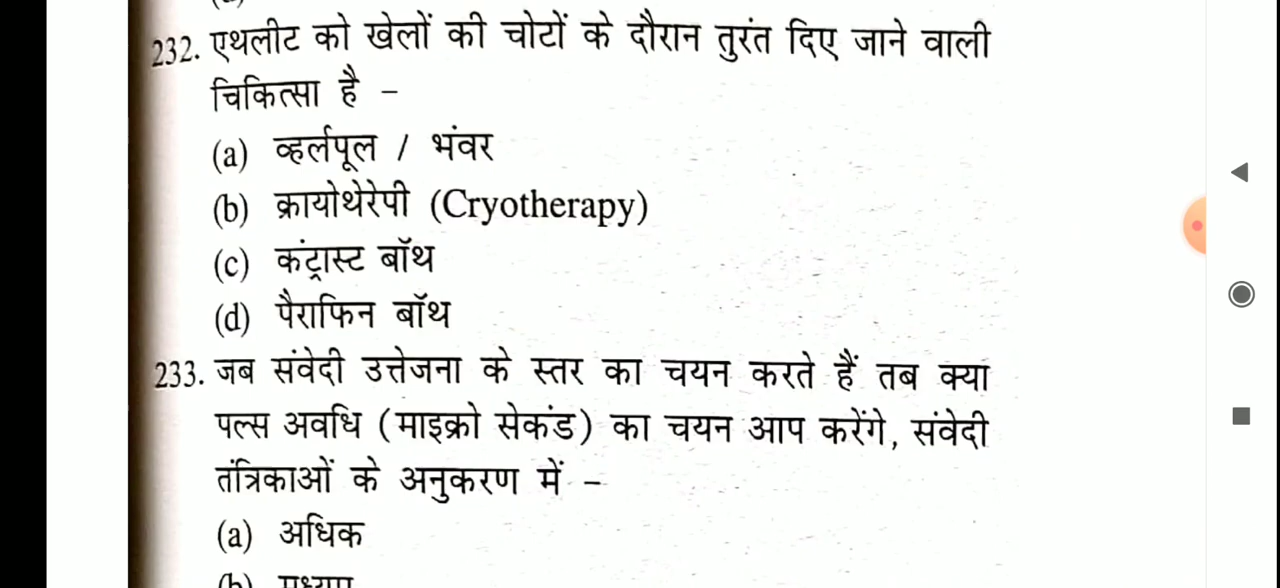 232. एथलीट को खेलों की चोटों के दौरान तुरंत दिए जाने वाली
चिकित्सा है –
(a) व्हर्लपूल / भंवर
(b) क्रायोथेरेपी (Cryotherapy)
(c) कंट्रास्ट बॉथ
(d) पैराफिन बॉथ
233. जब संवेदी उत्तेजना के स्तर का चयन करते हैं तब क्या
पल्स अवधि (माइक्रो सेकंड) का चयन आप करेंगे, संवेदी
तंत्रिकाओं के अनुकरण में –
(a) अधिक
(b)